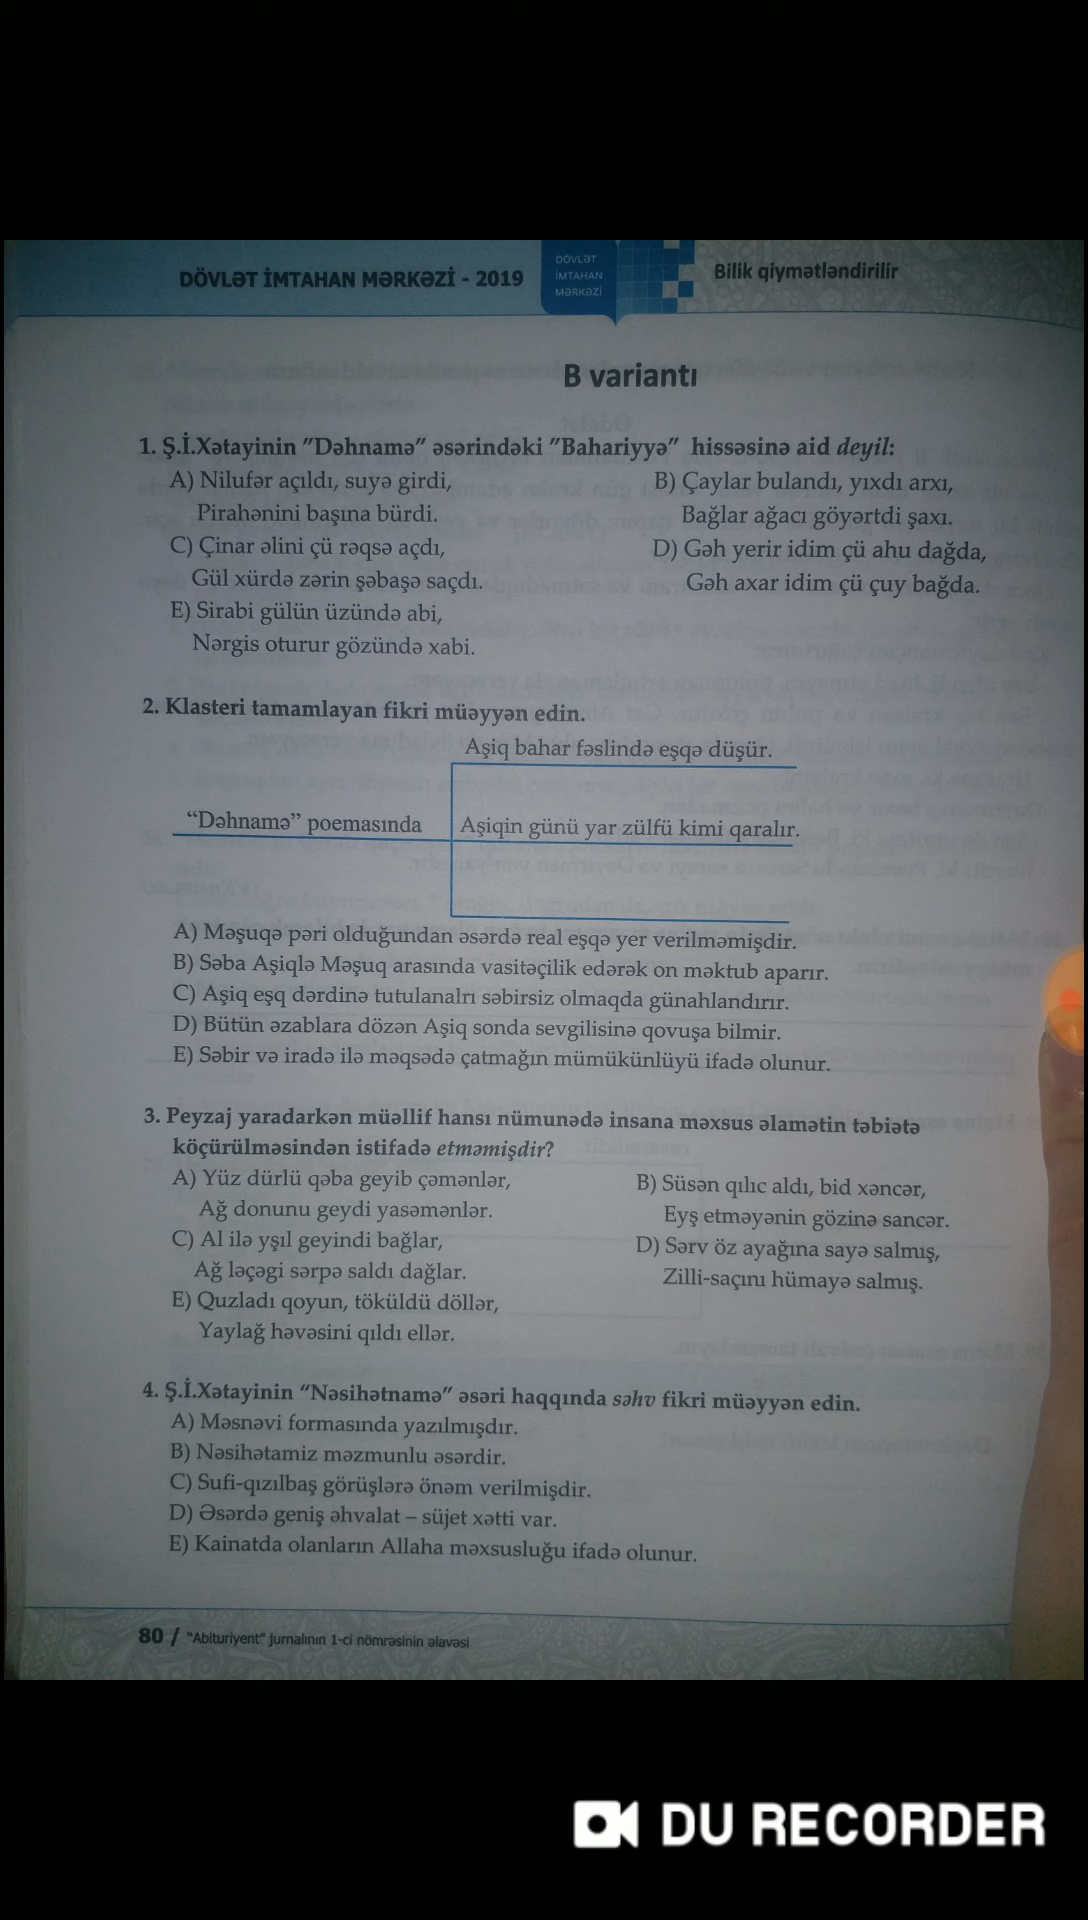 DÖVLƏT İMTAHAN MƏRKƏZİ - 2019
DÖVLƏT
İMTAHAN
MƏRKƏZİ
Bilik qiymətləndirilir
B variantı
1. Ş.İ.Xətayinin "Dəhnamə" əsərindəki "Bahariyyə" hissəsinə aid deyil:
A) Nilufər açıldı, suyə girdi,
Pirahənini başına bürdi.
B) Çaylar bulandı, yıxdı arxı,
Bağlar ağacı göyərtdi şaxı.
C) Çinar əlini çü rəqsə açdı,
Gül xürdə zərin şəbaşə saçdı.
D) Gəh yerir idim çü ahu dağda,
Gəh axar idim çü çuy bağda.
E) Sirabi gülün üzündə abi,
Nərgis oturur gözündə xabi.
2. Klasteri tamamlayan fikri müəyyən edin.
Aşiq bahar fəslində eşqə düşür.
“Dəhnamə” poemasında
Aşiqin günü yar zülfü kimi qaralır.
A) Məşuqə pəri olduğundan əsərdə real eşqə yer verilməmişdir.
B) Səba Aşiqlə Məşuq arasında vasitəçilik edərək on məktub aparır.
C) Aşiq eşq dərdinə tutulanalrı səbirsiz olmaqda günahlandırır.
D) Bütün əzablara dözən Aşiq sonda sevgilisinə qovuşa bilmir.
E) Səbir və iradə ilə məqsədə çatmağın mümükünlüyü ifadə olunur.
3. Peyzaj yaradarkən müəllif hansı nümunədə insana məxsus əlamətin təbiətə
köçürülməsindən istifadə etməmişdir?
A) Yüz dürlü qəba geyib çəmənlər,
Ağ donunu geydi yasəmənlər.
B) Süsən qılıc aldı, bid xəncər,
Eyş etməyənin gözinə sancər.
C) Al ilə yşıl geyindi bağlar,
Ağ ləçəgi sərpə saldı dağlar.
D) Sərv öz ayağına sayə salmış,
Zilli-saçını hümayə salmış.
E) Quzladı qoyun, töküldü döllər,
Yaylağ həvəsini qıldı ellər.
4. Ş.İ.Xətayinin "Nəsihətnamə" əsəri haqqında səhv fikri müəyyən edin.
A) Məsnəvi formasında yazılmışdır.
B) Nəsihətamiz məzmunlu əsərdir.
C) Sufi-qızılbaş görüşlərə önəm verilmişdir.
D) Əsərdə geniş əhvalat – süjet xətti var.
E) Kainatda olanların Allaha məxsusluğu ifadə olunur.
80 / "Abituriyent" jurnalının 1-ci nömrəsinin əlavəsi
DU RECORDER